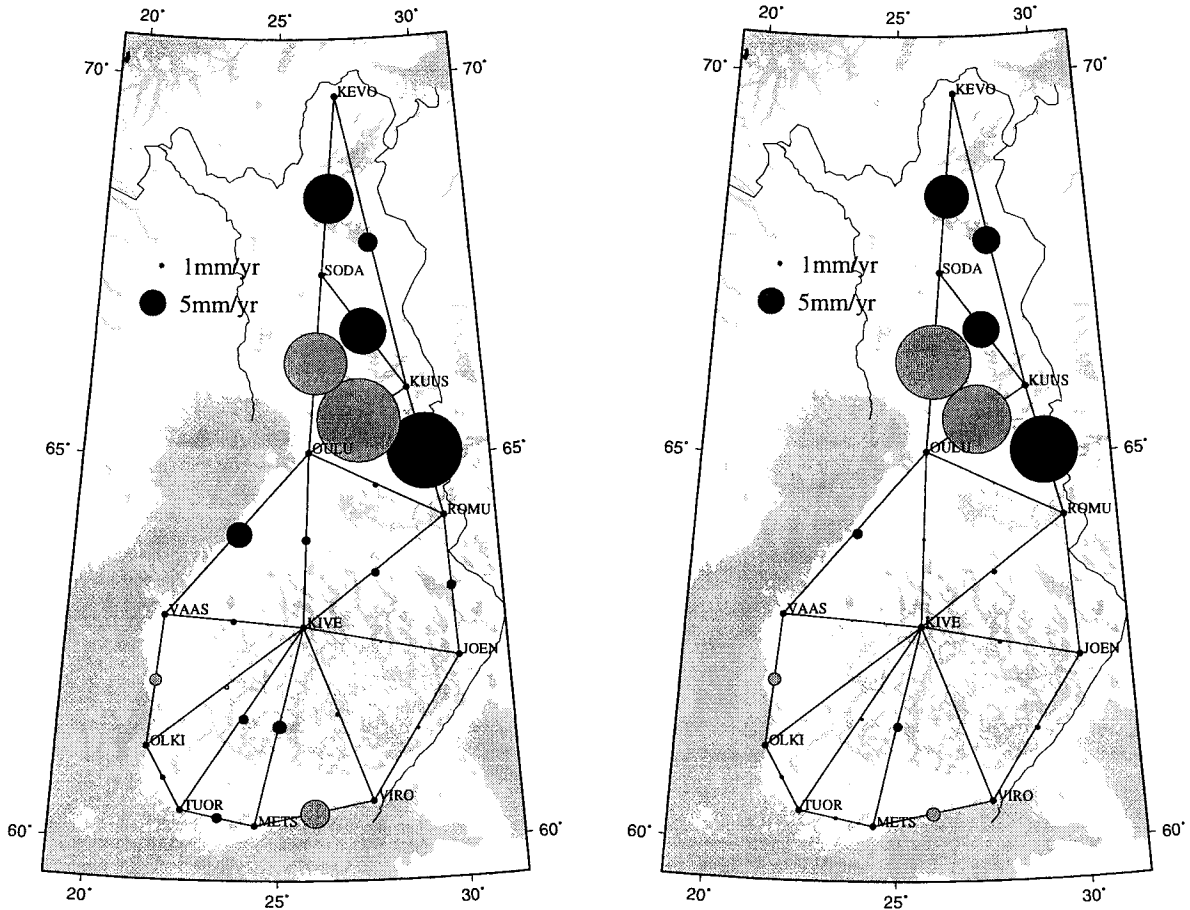 20° 25° 30°
70° 70°
KEVO
1mm/yr
SODA
5mm/yr
KUUS
65° OULU 65°
ROMU
VAAS
KIVE
JOEN
OLKI
TUOR
VIRO
METS
60° 60°
20° 25° 30°
20° 25° 30°
70° 70°
KEVO
1mm/yr
SODA
5mm/yr
KUUS
65° OULU 65°
ROMU
VAAS
KIVE
JOEN
OLKI
TUOR
VIRO
METS
60° 60°
20° 25° 30°